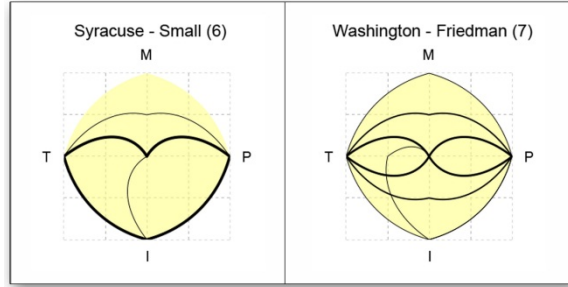 Syracuse - Small (6)
M
T
P
I
Washington - Friedman (7)
M
T
P
I